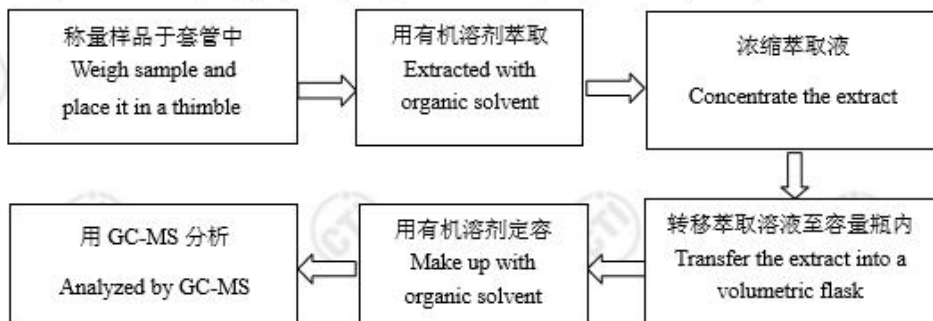 称量样品于套管中
Weigh sample and
place it in a thimble
用有机溶剂萃取
Extracted with
organic solvent
浓缩萃取液
Concentrate the extract
转移萃取溶液至容量瓶内
Transfer the extract into a
volumetric flask
用有机溶剂定容
Make up with
organic solvent
用 GC-MS 分析
Analyzed by GC-MS
CTI
CTI